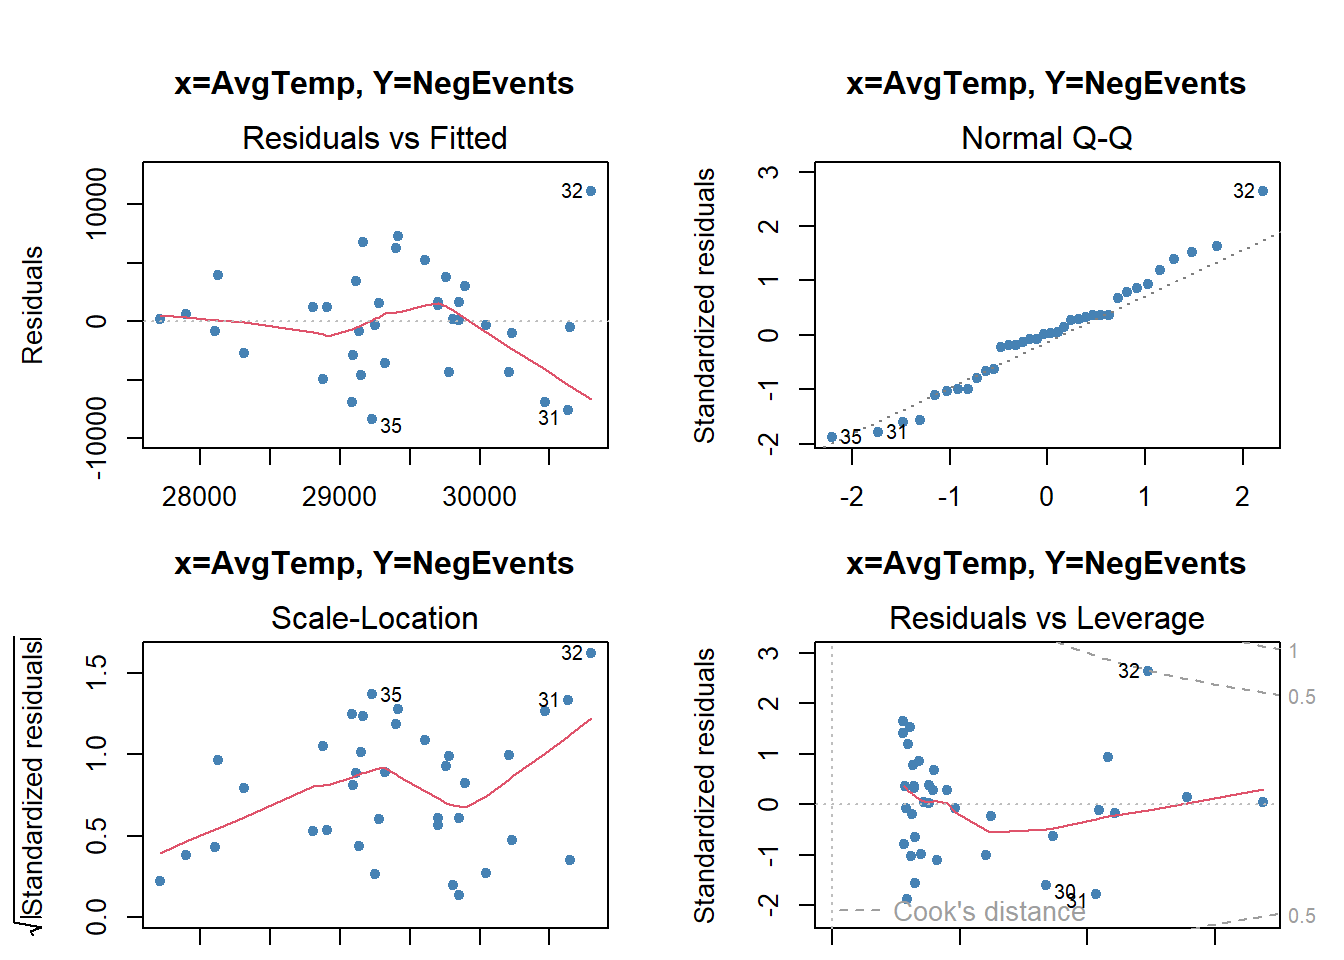 x=AvgTemp, Y=NegEvents
Residuals vs Fitted
Residuals
10000
0
-10000
32
35
31
28000 29000 30000
x=AvgTemp, Y=NegEvents
Normal Q-Q
Standardized residuals
3
2
1
0
-1
-2
32
35
31
-2 -1 0 1 2
x=AvgTemp, Y=NegEvents
Scale-Location
√|Standardized residuals|
1.5
1.0
0.5
0.0
32
35
31
x=AvgTemp, Y=NegEvents
Residuals vs Leverage
Standardized residuals
3
2
1
0
-1
-2
32
30
31
Cook's distance
1
0.5
0.5